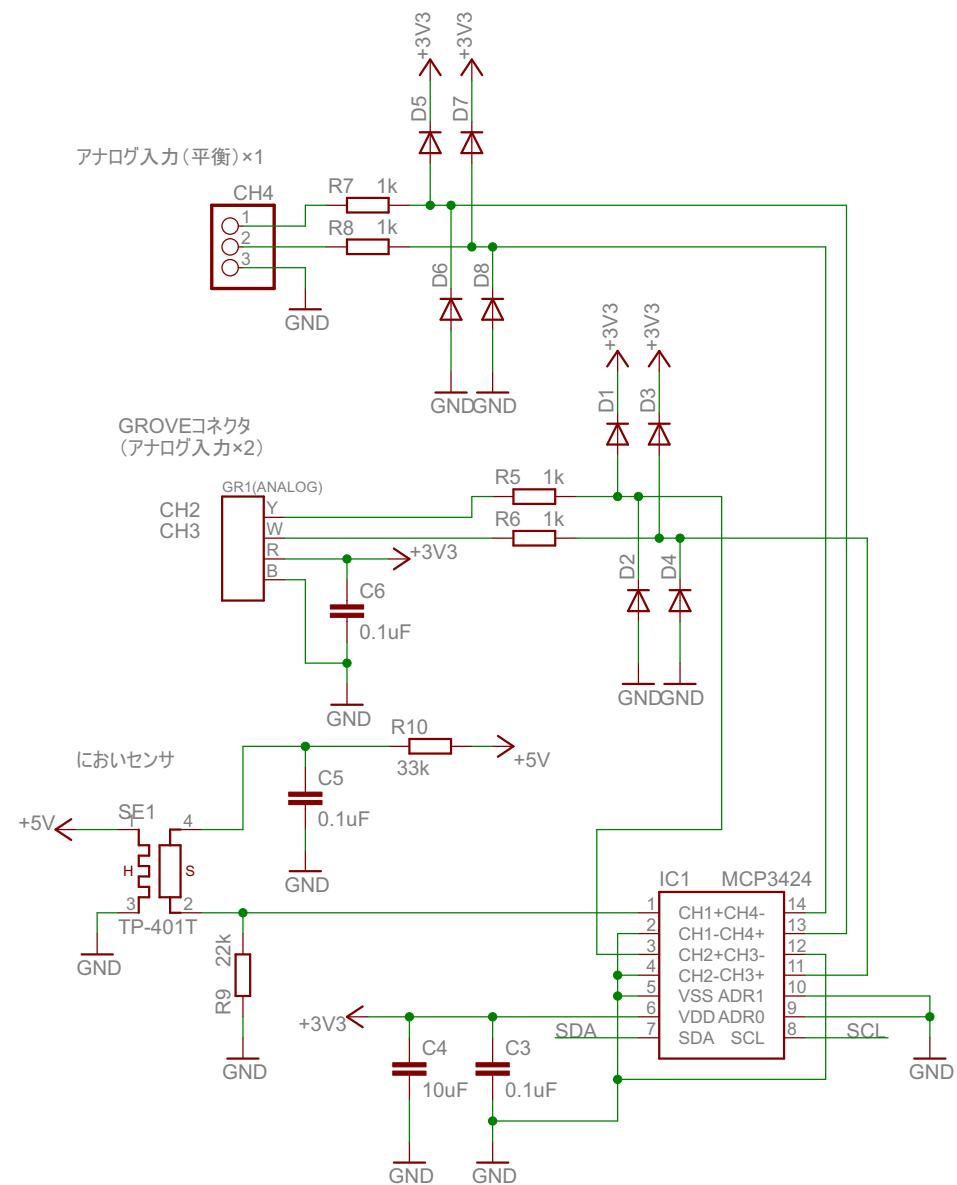 +3V3 +3V3
D5 D7
アナログ入力(平衡)×1
CH4
R7 1k
1
R8 1k
2
3
D6 D8
GND
GND GND
+3V3 +3V3
D1 D3
GROVEコネクタ
(アナログ入力×2)
GR1(ANALOG)
R5 1k
CH2 Y
R6 1k
CH3 W
R +3V3
B
D2 D4
C6
0.1uF
GND GND
GND
R10
33k
+5V
においセンサ
C5
0.1uF
SE1
+5V 1 4
H S
3 2
TP-401T
GND
GND
22k
R9
GND
IC1 MCP3424
1 CH1+ CH4- 14
2 CH1- CH4+ 13
3 CH2+ CH3- 12
4 CH2- CH3+ 11
5 VSS ADR1 10
6 VDD ADR0 9
SDA 7 SDA SCL 8 SCL
+3V3
C4
10uF
C3
0.1uF
GND
GND GND